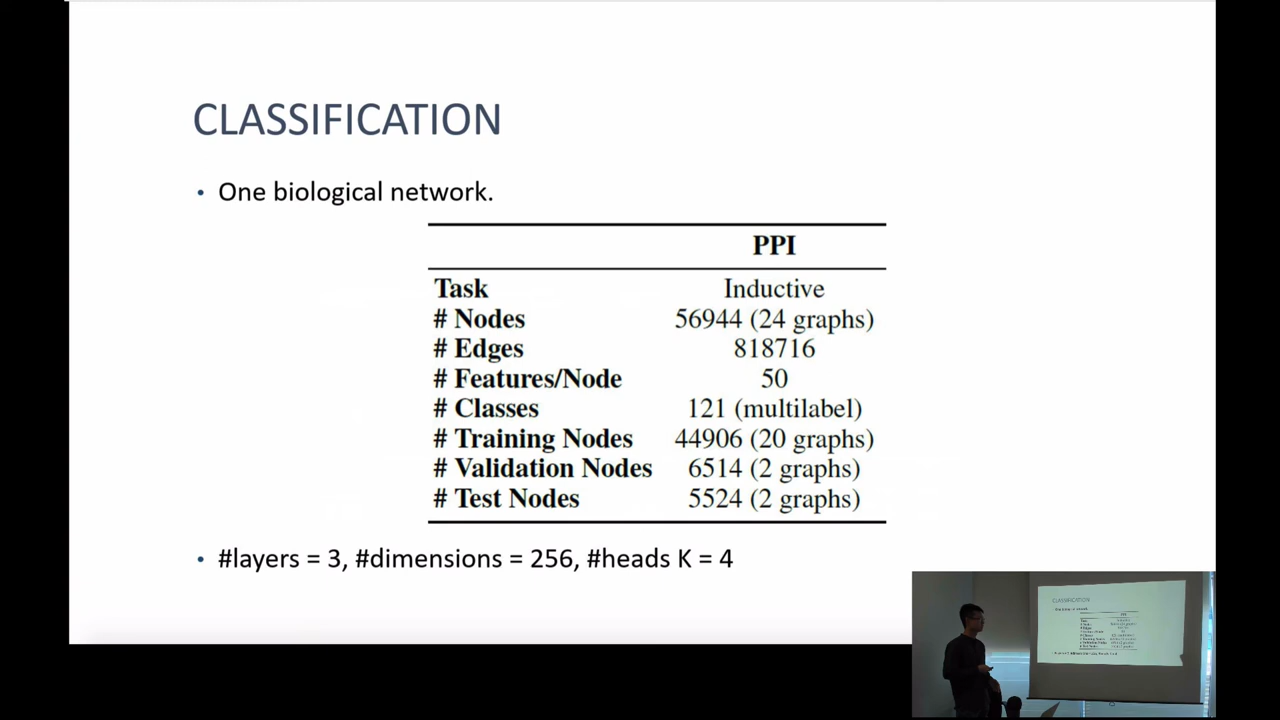 CLASSIFICATION
• One biological network.
PPI
Task Inductive
# Nodes 56944 (24 graphs)
# Edges 818716
# Features/Node 50
# Classes 121 (multilabel)
# Training Nodes 44906 (20 graphs)
# Validation Nodes 6514 (2 graphs)
# Test Nodes 5524 (2 graphs)
• #layers = 3, #dimensions = 256, #heads K = 4
CLASSIFICATION